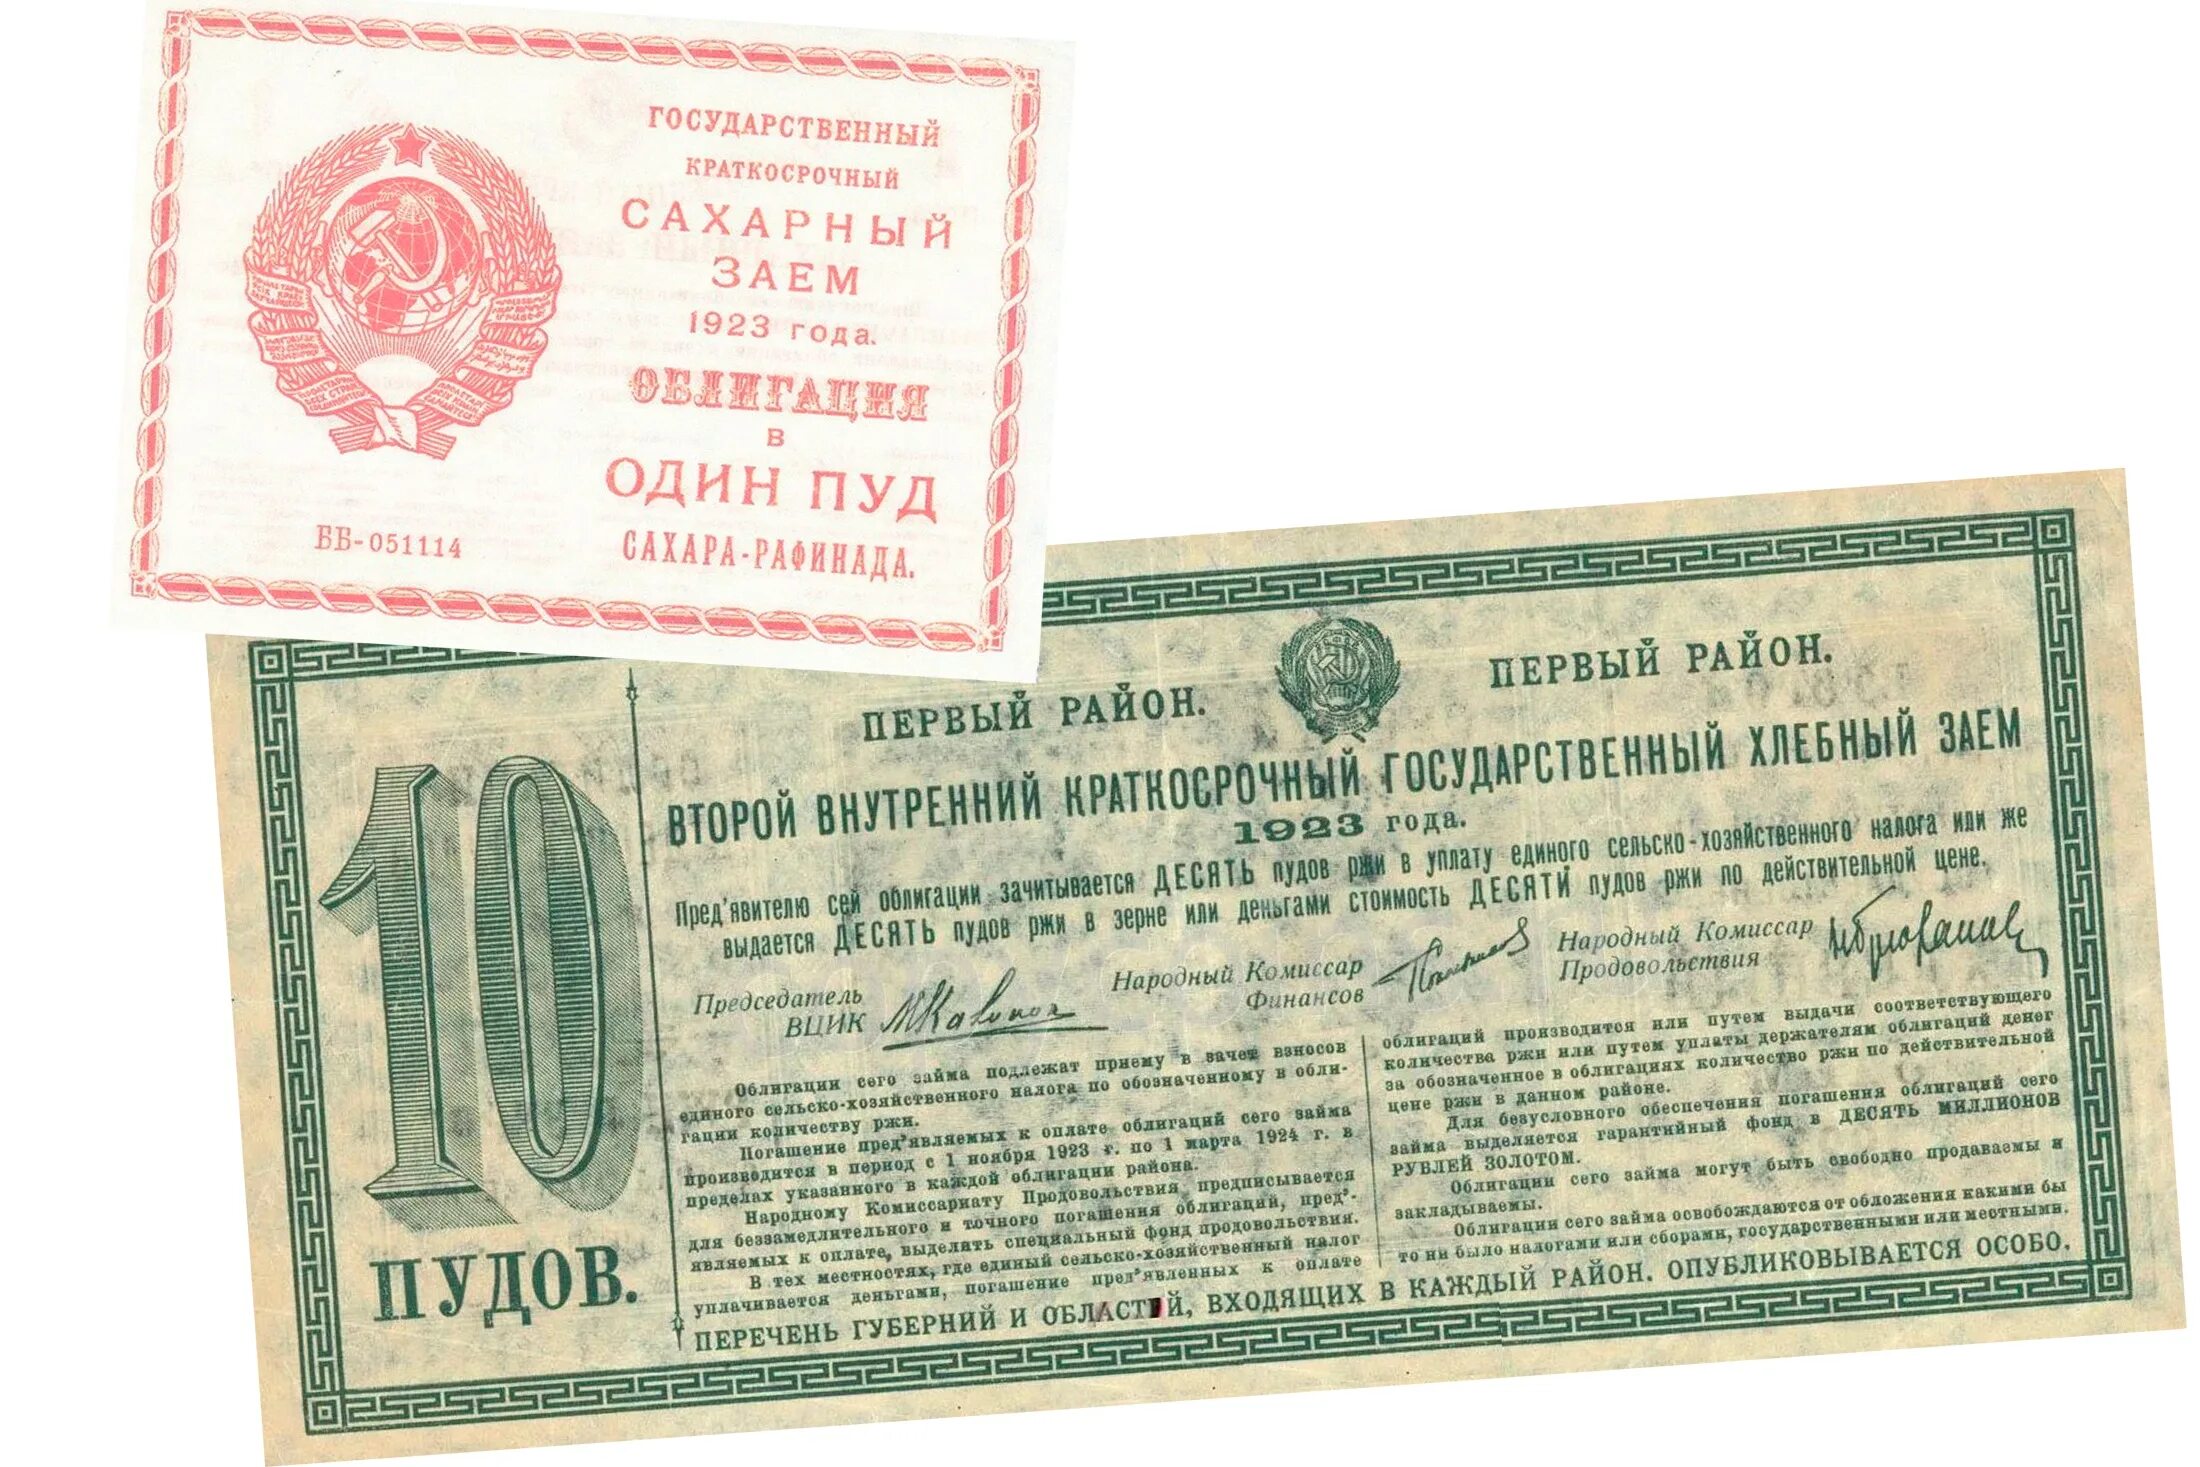 ГОСУДАРСТВЕННЫЙ
КРАТКОСРОЧНЫЙ
САХАРНЫЙ
ЗАЕМ
1923 года.
ОБЛИГАЦИЯ
в
ОДИН ПУД
САХАРА-РАФИНАДА.
ББ-051114
10
ПУДОВ.
ПЕРВЫЙ РАЙОН.
ПЕРВЫЙ РАЙОН.
ВТОРОЙ ВНУТРЕННИЙ КРАТКОСРОЧНЫЙ ГОСУДАРСТВЕННЫЙ ХЛЕБНЫЙ ЗАЕМ
1923 года.
Пред'явителю сей облигации зачитывается ДЕСЯТЬ пудов ржи в уплату единого сельско-хозяйственного налога или же
выдается ДЕСЯТЬ пудов ржи в зерне или деньгами стоимость ДЕСЯТИ пудов ржи по действительной цене.
Председатель
ВЦИК
Народный Комиссар
Финансов
Народный Комиссар
Продовольствия
Облигации сего займа подлежат приему в зачет взносов
единого сельско-хозяйственного налога по обозначенному в обли-
гации количеству ржи.
Погашение пред'являемых к оплате облигаций сего займа
производится в период с 1 ноября 1923 г. по 1 марта 1924 г. в
пределах указанного в каждой облигации района.
Народному Комиссариату Продовольствия предписывается
для беззамедлительного и точного погашения облигаций, пред'-
являемых к оплате, выделить специальный фонд продовольствия.
В тех местностях, где единый сельско-хозяйственный налог
уплачивается деньгами, погашение пред'явленных к оплате
облигаций производится или путем выдачи соответствующего
количества ржи или путем уплаты держателям облигаций денег
за обозначенное в облигациях количество ржи по действительной
цене ржи в данном районе.
Для безусловного обеспечения погашения облигаций сего
займа выделяется гарантийный фонд в ДЕСЯТЬ МИЛЛИОНОВ
РУБЛЕЙ ЗОЛОТОМ.
Облигации сего займа могут быть свободно продаваемы и
закладываемы.
Облигации сего займа освобождаются от обложения какими бы
то ни было налогами или сборами, государственными или местными.
ПЕРЕЧЕНЬ ГУБЕРНИЙ И ОБЛАСТЕЙ, ВХОДЯЩИХ В КАЖДЫЙ РАЙОН. ОПУБЛИКОВЫВАЕТСЯ ОСОБО.